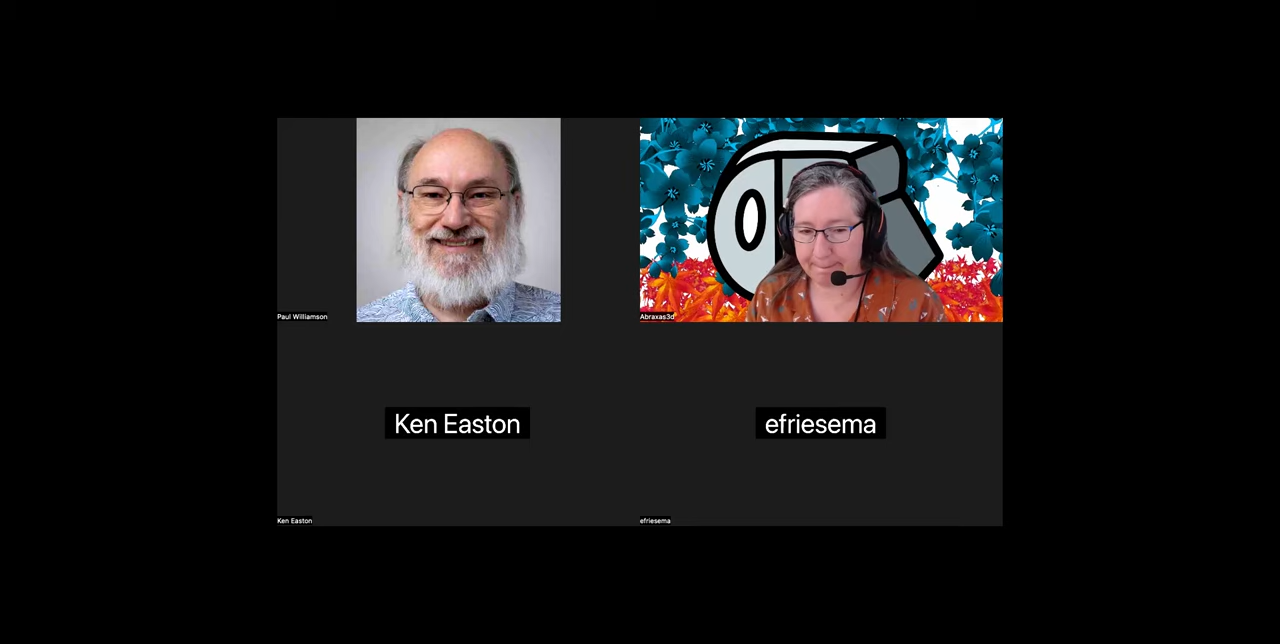 Paul Williamson
Abraxas3d
Ken Easton
efriesema
Ken Easton
efriesema